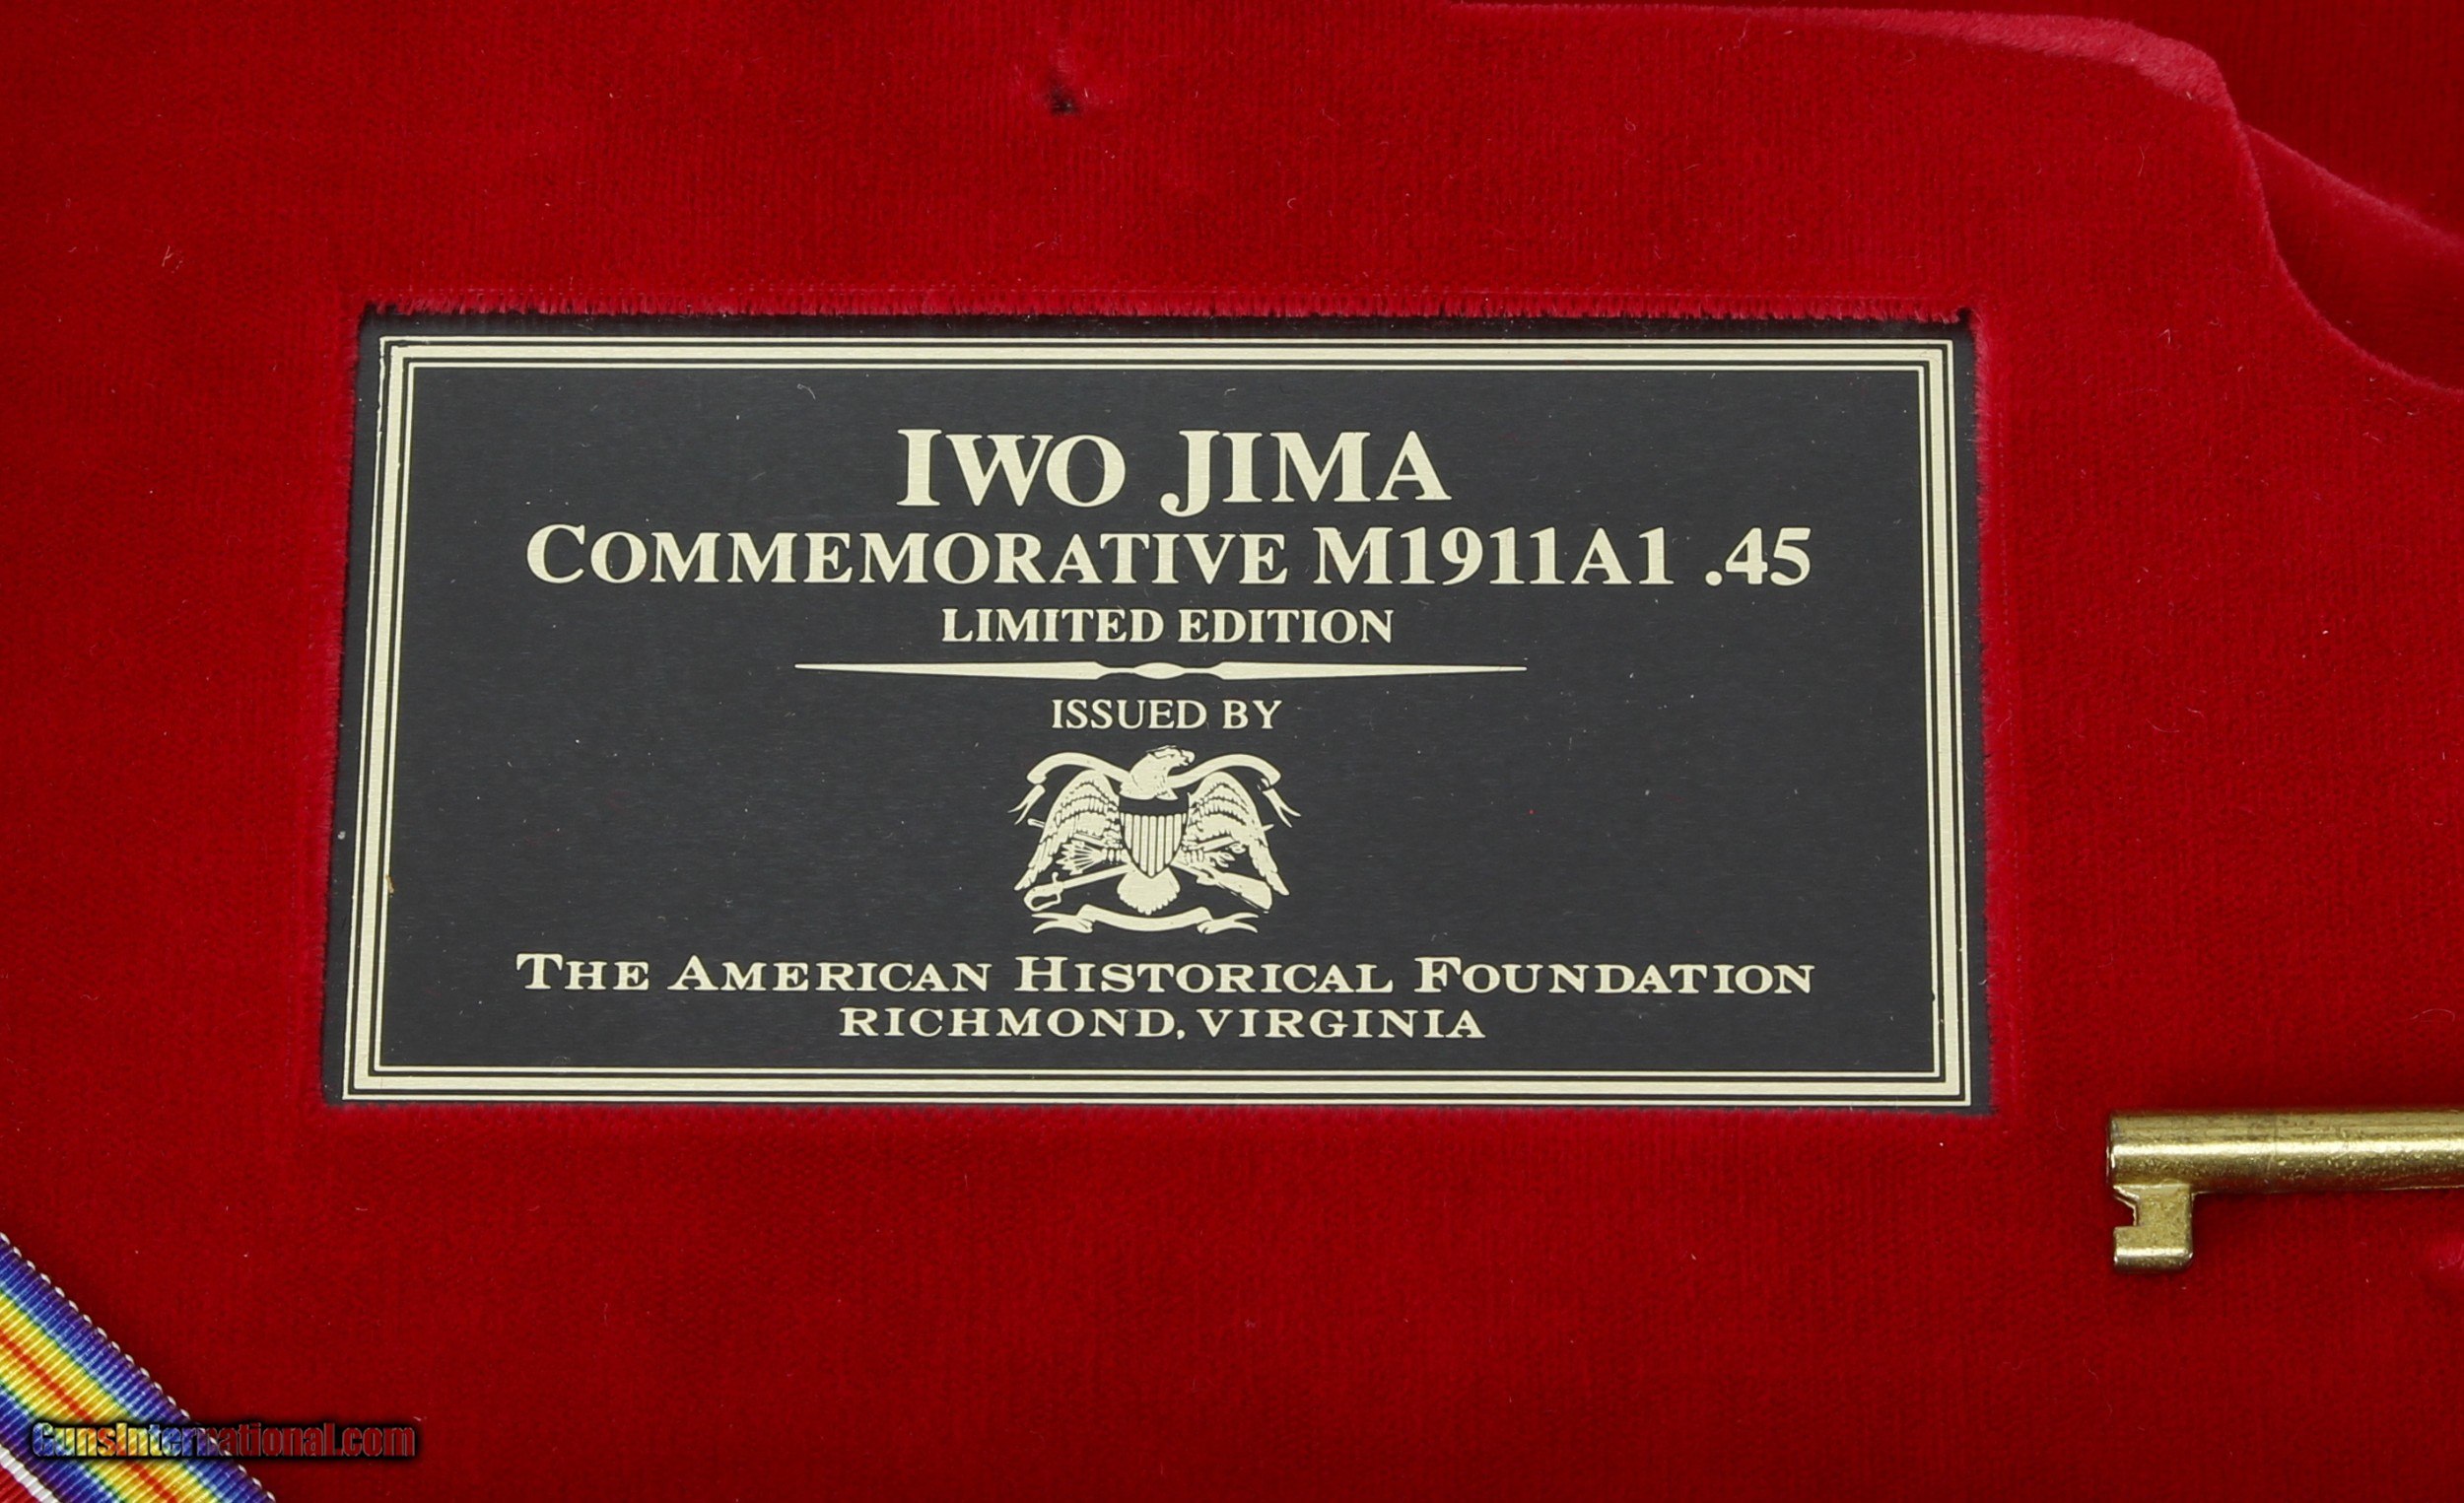 IWO JIMA
COMMEMORATIVE M1911A1 .45
LIMITED EDITION
ISSUED BY
THE AMERICAN HISTORICAL FOUNDATION
RICHMOND, VIRGINIA
GunsInternational.com